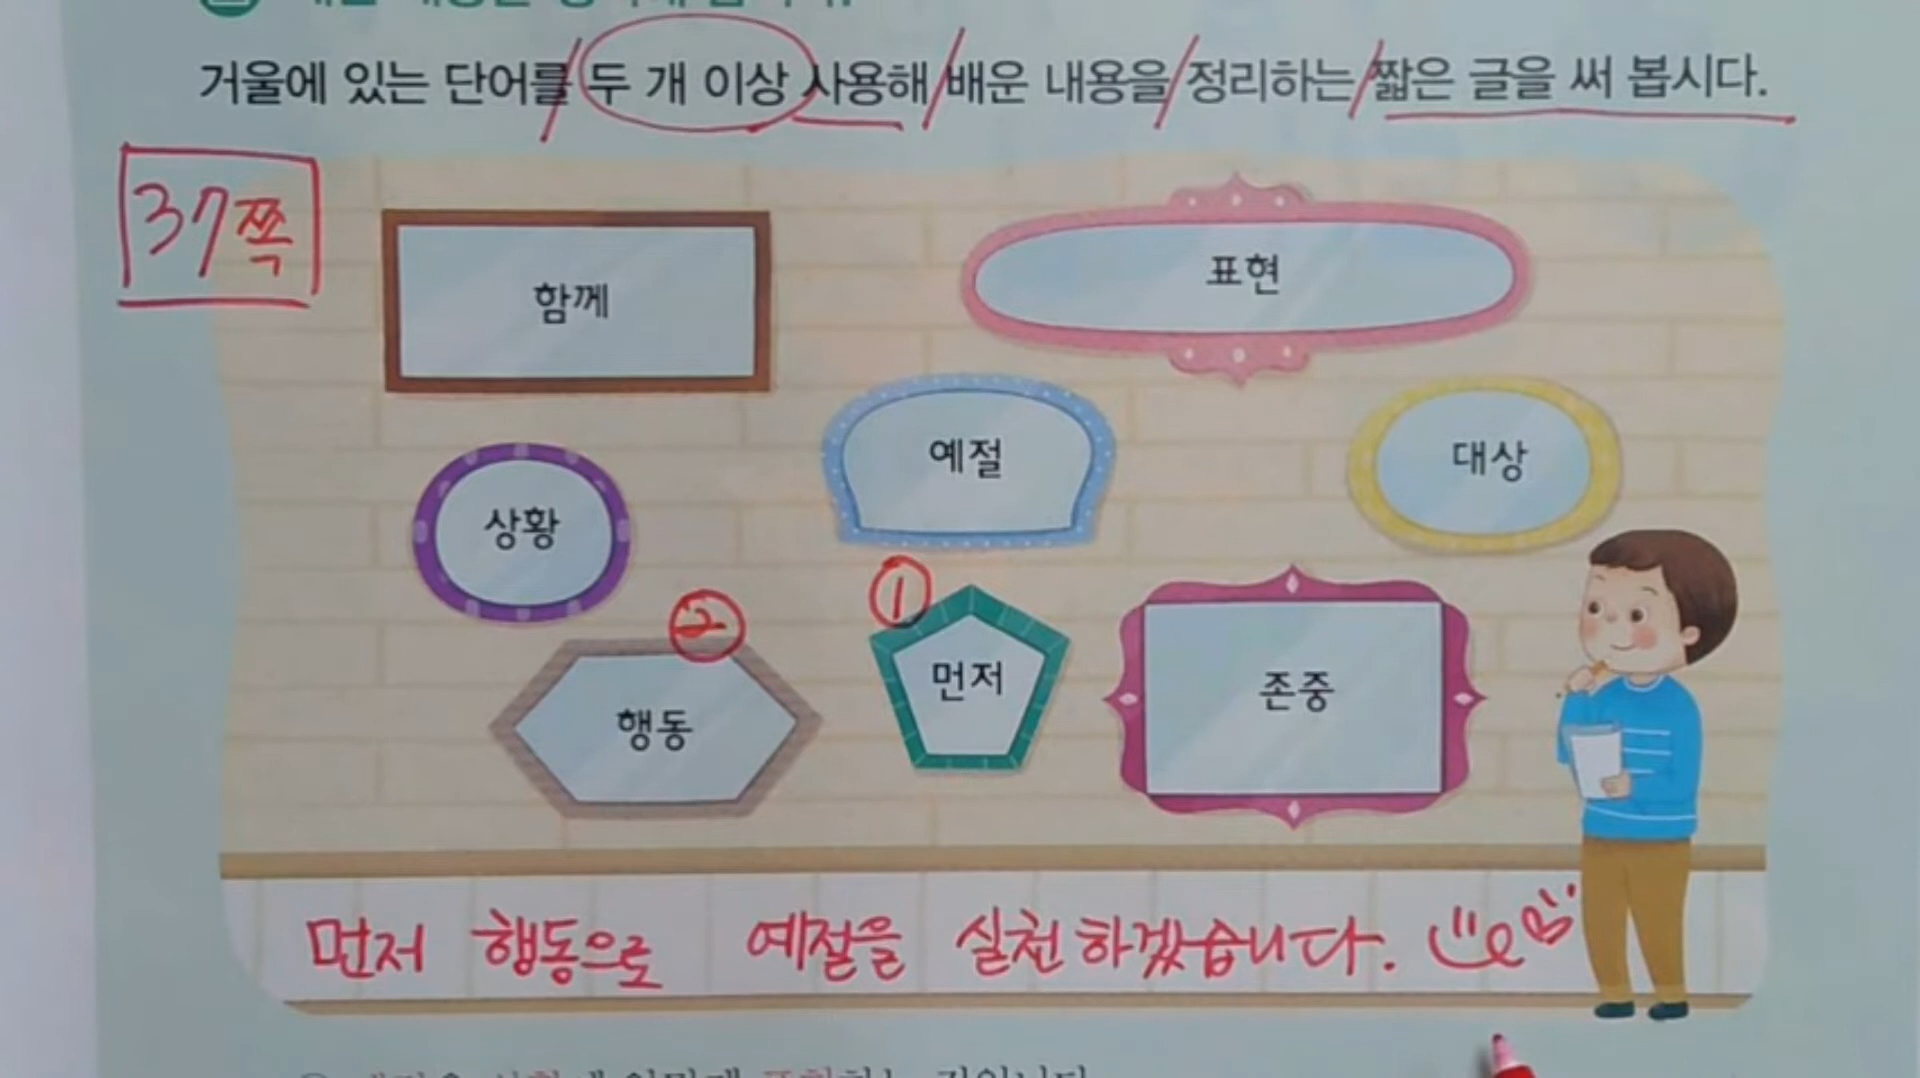 거울에 있는 단어를 두 개 이상 사용해 배운 내용을 정리하는 짧은 글을 써 봅시다.
37쪽
함께
표현
예절
대상
상황
②
①
행동
먼저
존중
먼저 행동으로 예절을 실천하겠습니다.